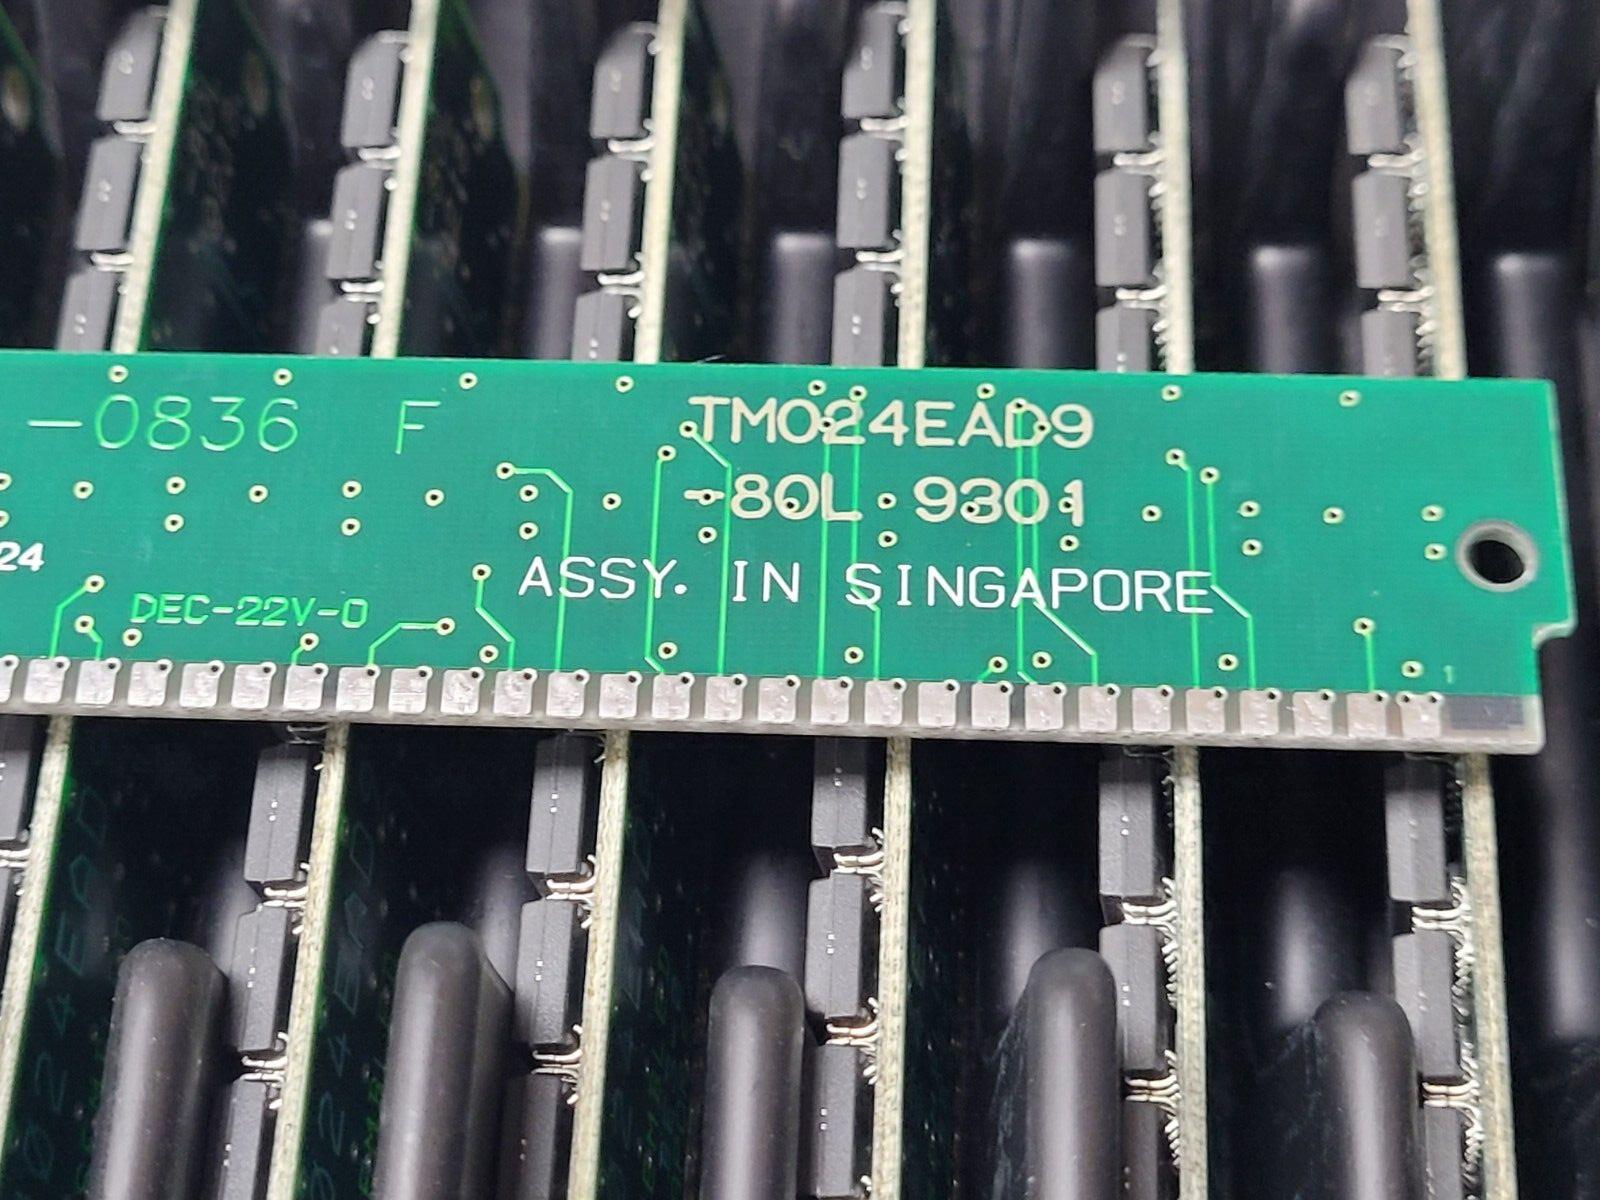 -0836 F
TM024EAD9
-80L 9301
24
ASSY. IN SINGAPORE
DEC-22V-0
1